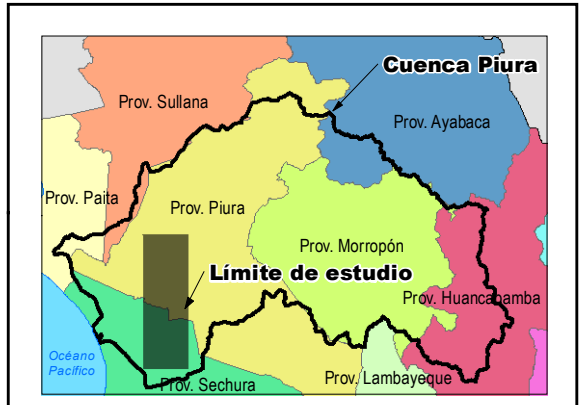 Cuenca Piura
Prov. Sullana
Prov. Ayabaca
Prov. Paita
Prov. Piura
Prov. Morropón
Límite de estudio
Prov. Huancabamba
Océano
Pacífico
Prov. Sechura
Prov. Lambayeque